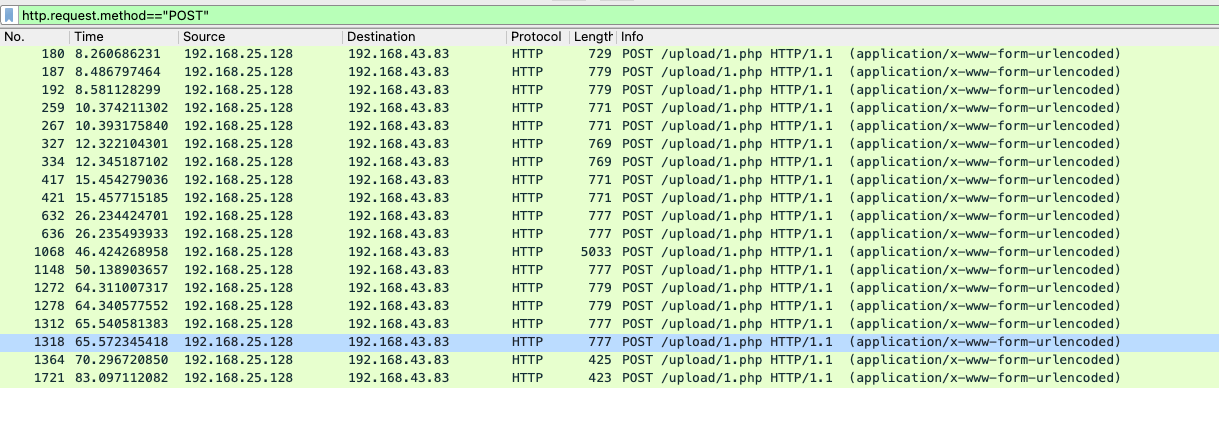 http.request.method=="POST"
No. Time Source Destination Protocol Length Info
180 8.260686231 192.168.25.128 192.168.43.83 HTTP 729 POST /upload/1.php HTTP/1.1 (application/x-www-form-urlencoded)
187 8.486797464 192.168.25.128 192.168.43.83 HTTP 779 POST /upload/1.php HTTP/1.1 (application/x-www-form-urlencoded)
192 8.581128299 192.168.25.128 192.168.43.83 HTTP 779 POST /upload/1.php HTTP/1.1 (application/x-www-form-urlencoded)
259 10.374211302 192.168.25.128 192.168.43.83 HTTP 771 POST /upload/1.php HTTP/1.1 (application/x-www-form-urlencoded)
267 10.393175840 192.168.25.128 192.168.43.83 HTTP 771 POST /upload/1.php HTTP/1.1 (application/x-www-form-urlencoded)
327 12.322104301 192.168.25.128 192.168.43.83 HTTP 769 POST /upload/1.php HTTP/1.1 (application/x-www-form-urlencoded)
334 12.345187102 192.168.25.128 192.168.43.83 HTTP 769 POST /upload/1.php HTTP/1.1 (application/x-www-form-urlencoded)
417 15.454279036 192.168.25.128 192.168.43.83 HTTP 771 POST /upload/1.php HTTP/1.1 (application/x-www-form-urlencoded)
421 15.457715185 192.168.25.128 192.168.43.83 HTTP 771 POST /upload/1.php HTTP/1.1 (application/x-www-form-urlencoded)
632 26.234424701 192.168.25.128 192.168.43.83 HTTP 777 POST /upload/1.php HTTP/1.1 (application/x-www-form-urlencoded)
636 26.235493933 192.168.25.128 192.168.43.83 HTTP 777 POST /upload/1.php HTTP/1.1 (application/x-www-form-urlencoded)
1068 46.424268958 192.168.25.128 192.168.43.83 HTTP 5033 POST /upload/1.php HTTP/1.1 (application/x-www-form-urlencoded)
1148 50.138903657 192.168.25.128 192.168.43.83 HTTP 777 POST /upload/1.php HTTP/1.1 (application/x-www-form-urlencoded)
1272 64.311007317 192.168.25.128 192.168.43.83 HTTP 779 POST /upload/1.php HTTP/1.1 (application/x-www-form-urlencoded)
1278 64.340577552 192.168.25.128 192.168.43.83 HTTP 779 POST /upload/1.php HTTP/1.1 (application/x-www-form-urlencoded)
1312 65.540581383 192.168.25.128 192.168.43.83 HTTP 777 POST /upload/1.php HTTP/1.1 (application/x-www-form-urlencoded)
1318 65.572345418 192.168.25.128 192.168.43.83 HTTP 777 POST /upload/1.php HTTP/1.1 (application/x-www-form-urlencoded)
1364 70.296720850 192.168.25.128 192.168.43.83 HTTP 425 POST /upload/1.php HTTP/1.1 (application/x-www-form-urlencoded)
1721 83.097112082 192.168.25.128 192.168.43.83 HTTP 423 POST /upload/1.php HTTP/1.1 (application/x-www-form-urlencoded)